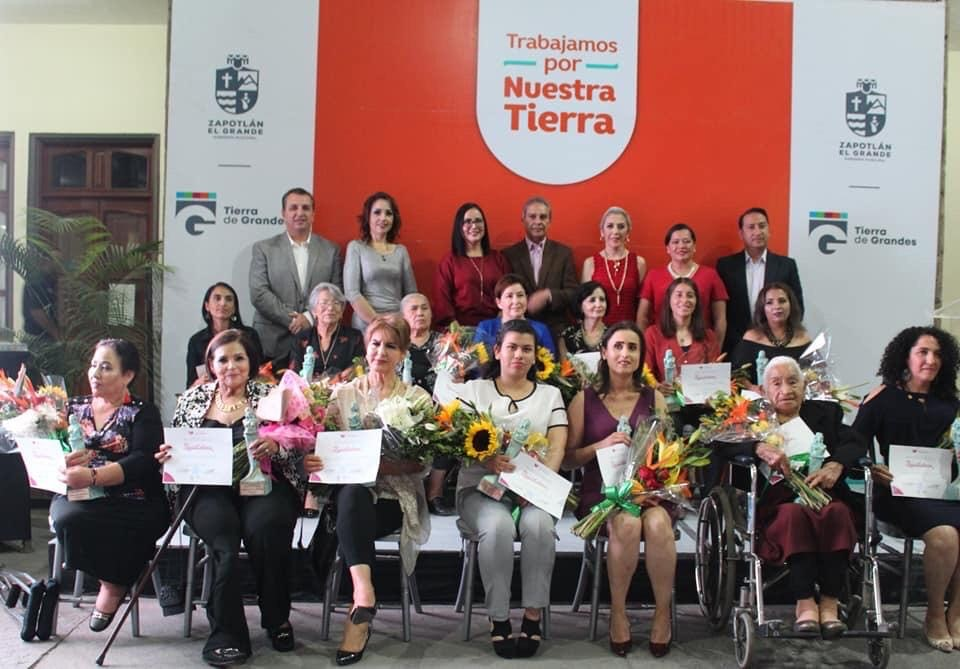 Trabajamos
por
Nuestra
Tierra
ZAPOTLÁN
EL GRANDE
Tierra
de Grandes
ZAPOTLÁN
EL GRANDE
Tierra
de Grandes